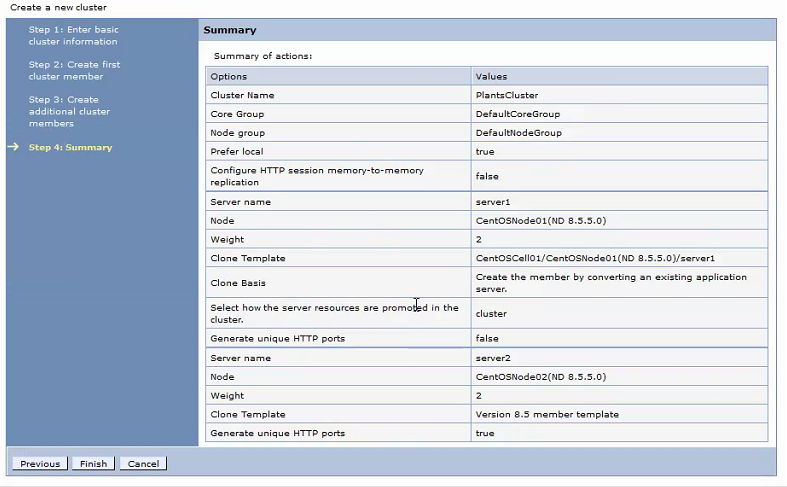 Create a new cluster
Step 1: Enter basic
cluster information
Step 2: Create first
cluster member
Step 3: Create
additional cluster
members
Step 4: Summary
Summary
Summary of actions:
Options Values
Cluster Name PlantsCluster
Core Group DefaultCoreGroup
Node group DefaultNodeGroup
Prefer local true
Configure HTTP session memory-to-memory
replication false
Server name server1
Node CentOSNode01(ND 8.5.5.0)
Weight 2
Clone Template CentOSCell01/CentOSNode01(ND 8.5.5.0)/server1
Clone Basis Create the member by converting an existing application
server.
Select how the server resources are promoted in the
cluster. cluster
Generate unique HTTP ports false
Server name server2
Node CentOSNode02(ND 8.5.5.0)
Weight 2
Clone Template Version 8.5 member template
Generate unique HTTP ports true
Previous Finish Cancel